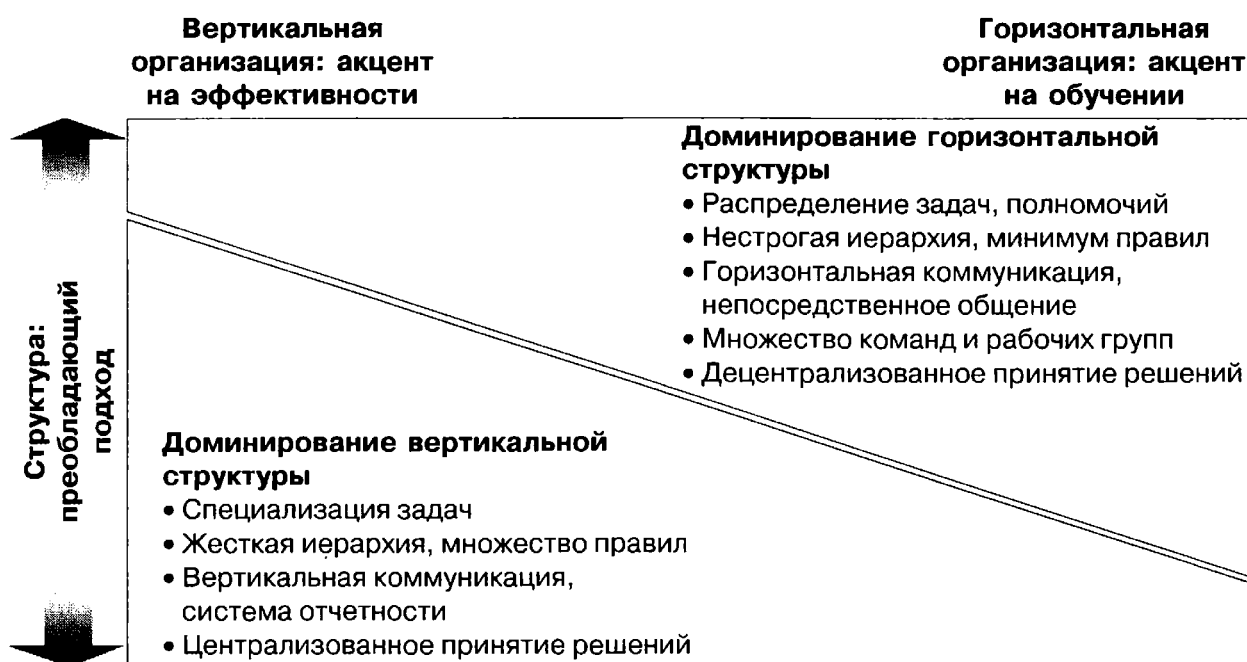 Вертикальная
организация: акцент
на эффективности
Горизонтальная
организация: акцент
на обучении
Структура:
преобладающий
подход
Доминирование горизонтальной
структуры
• Распределение задач, полномочий
• Нестрогая иерархия, минимум правил
• Горизонтальная коммуникация,
непосредственное общение
• Множество команд и рабочих групп
• Децентрализованное принятие решений
Доминирование вертикальной
структуры
• Специализация задач
• Жесткая иерархия, множество правил
• Вертикальная коммуникация,
система отчетности
• Централизованное принятие решений